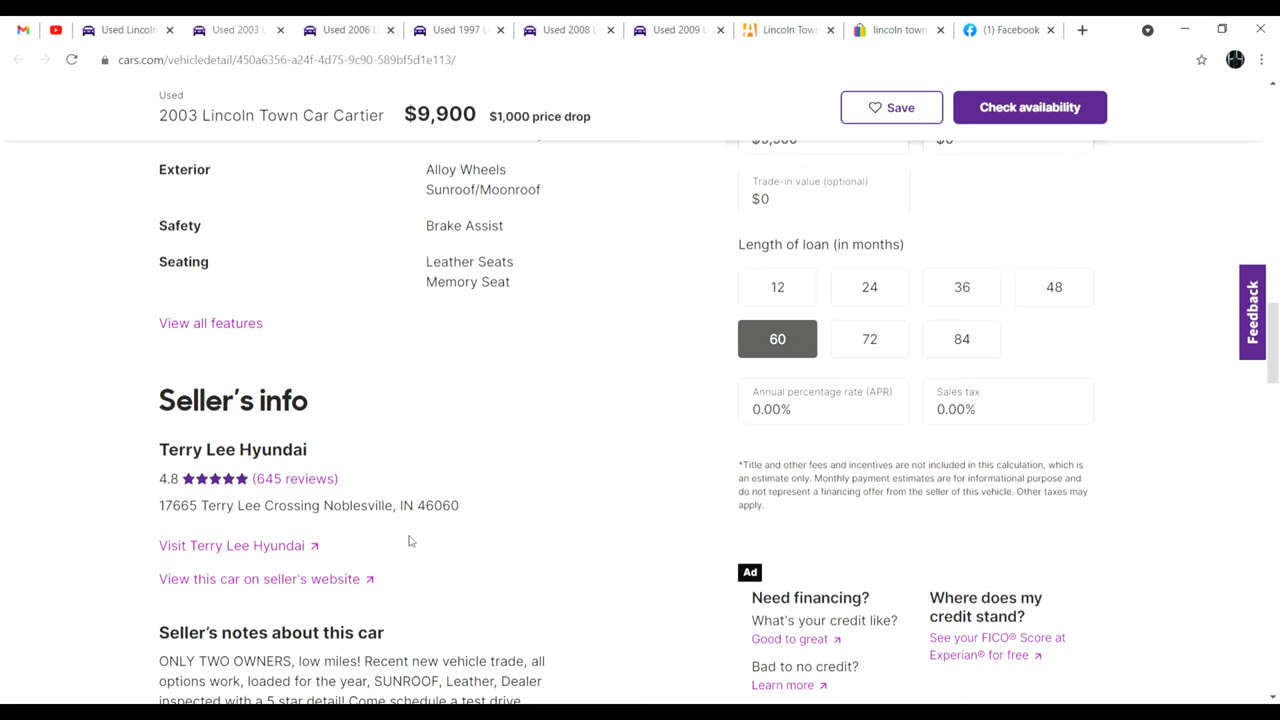 Used Lincoln
Used 2003
Used 2006
Used 1997
Used 2008
Used 2009
Lincoln Town
lincoln town
(1) Facebook
cars.com/vehicledetail/450a6356-a24f-4d75-9c90-589bf5d1e113/
Used
2003 Lincoln Town Car Cartier
$9,900
$1,000 price drop
Save
Check availability
Exterior
Alloy Wheels
Sunroof/Moonroof
Safety
Brake Assist
Seating
Leather Seats
Memory Seat
View all features
Seller's info
Terry Lee Hyundai
4.8 (645 reviews)
17665 Terry Lee Crossing Noblesville, IN 46060
Visit Terry Lee Hyundai
View this car on seller's website
Seller's notes about this car
ONLY TWO OWNERS, low miles! Recent new vehicle trade, all
options work, loaded for the year, SUNROOF, Leather, Dealer
inspected with a 5 star detail! Come schedule a test drive
Trade-in value (optional)
$0
Length of loan (in months)
12 24 36 48
60 72 84
Annual percentage rate (APR)
0.00%
Sales tax
0.00%
*Title and other fees and incentives are not included in this calculation, which is
an estimate only. Monthly payment estimates are for informational purpose and
do not represent a financing offer from the seller of this vehicle. Other taxes may
apply.
Ad
Need financing?
What's your credit like?
Good to great
Bad to no credit?
Learn more
Where does my
credit stand?
See your FICO® Score at
Experian® for free
Feedback